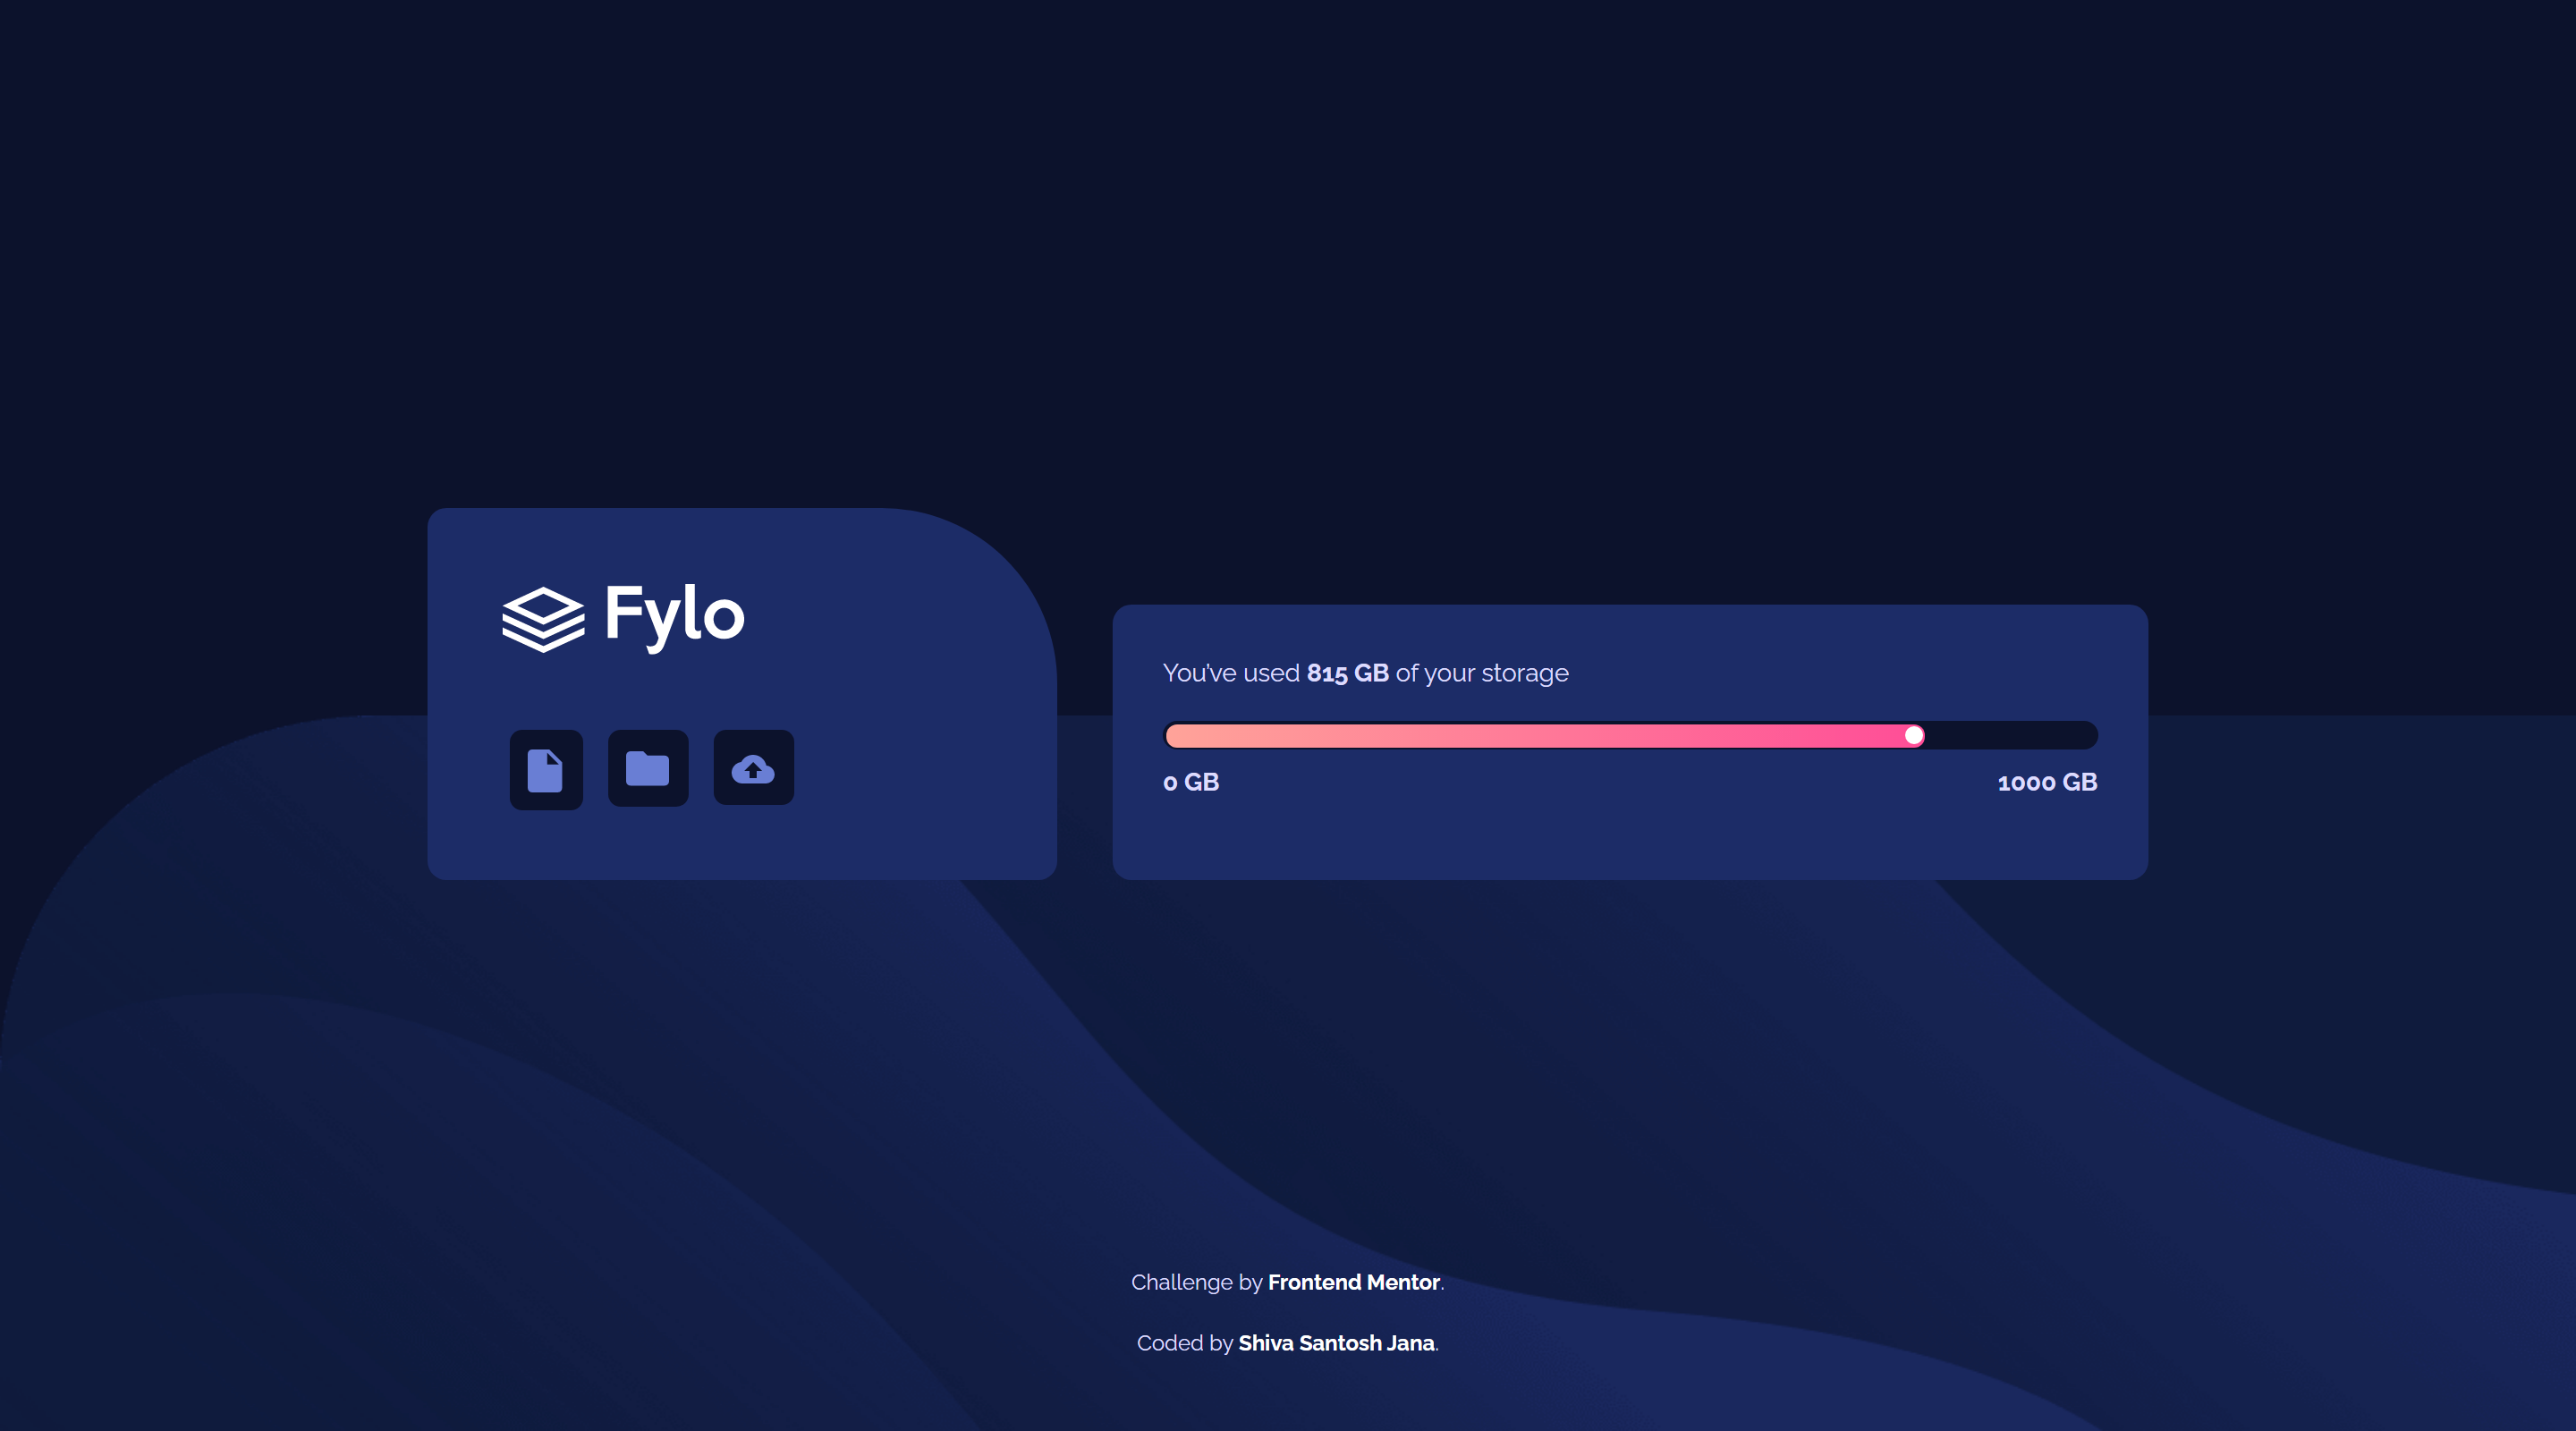 Fylo
You’ve used 815 GB of your storage
0 GB
1000 GB
Challenge by Frontend Mentor.
Coded by Shiva Santosh Jana.